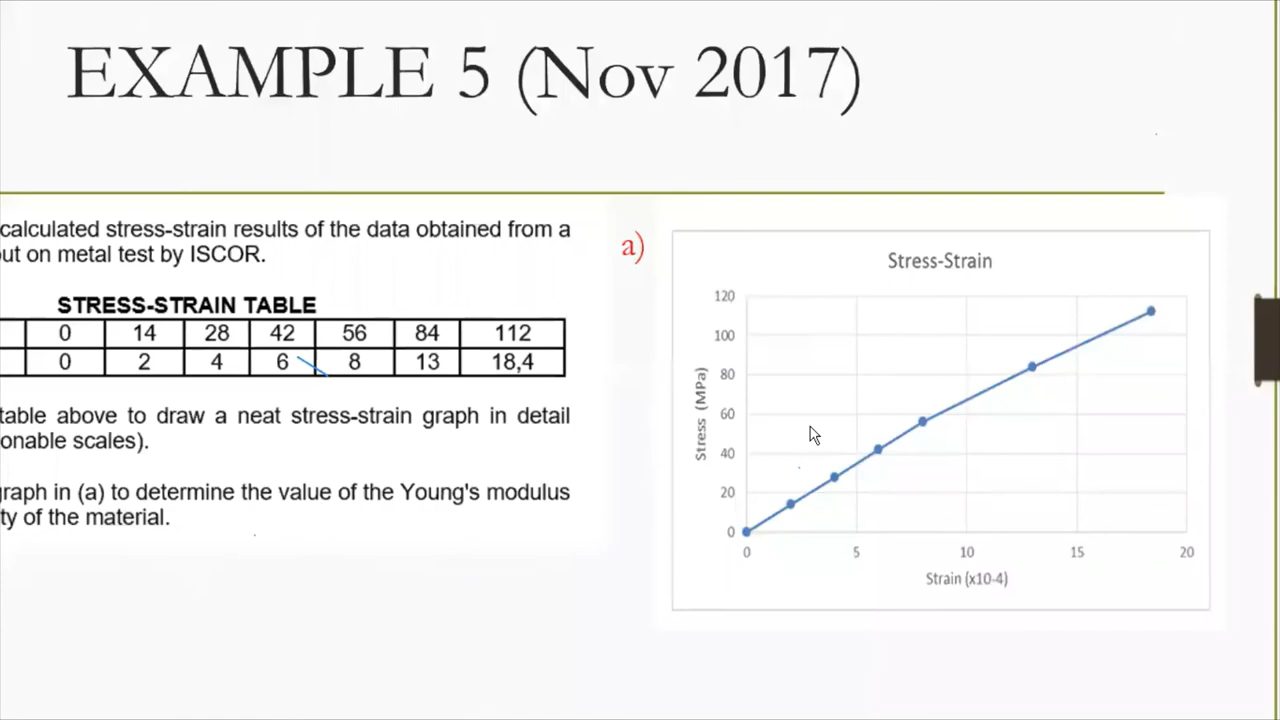 EXAMPLE 5 (Nov 2017)
calculated stress-strain results of the data obtained from a
out on metal test by ISCOR.
STRESS-STRAIN TABLE
0 14 28 42 56 84 112
0 2 4 6 8 13 18,4
table above to draw a neat stress-strain graph in detail
onable scales).
graph in (a) to determine the value of the Young's modulus
ty of the material.
a)
Stress-Strain
120
100
80
60
40
20
0
Stress (MPa)
0 5 10 15 20
Strain (x10-4)